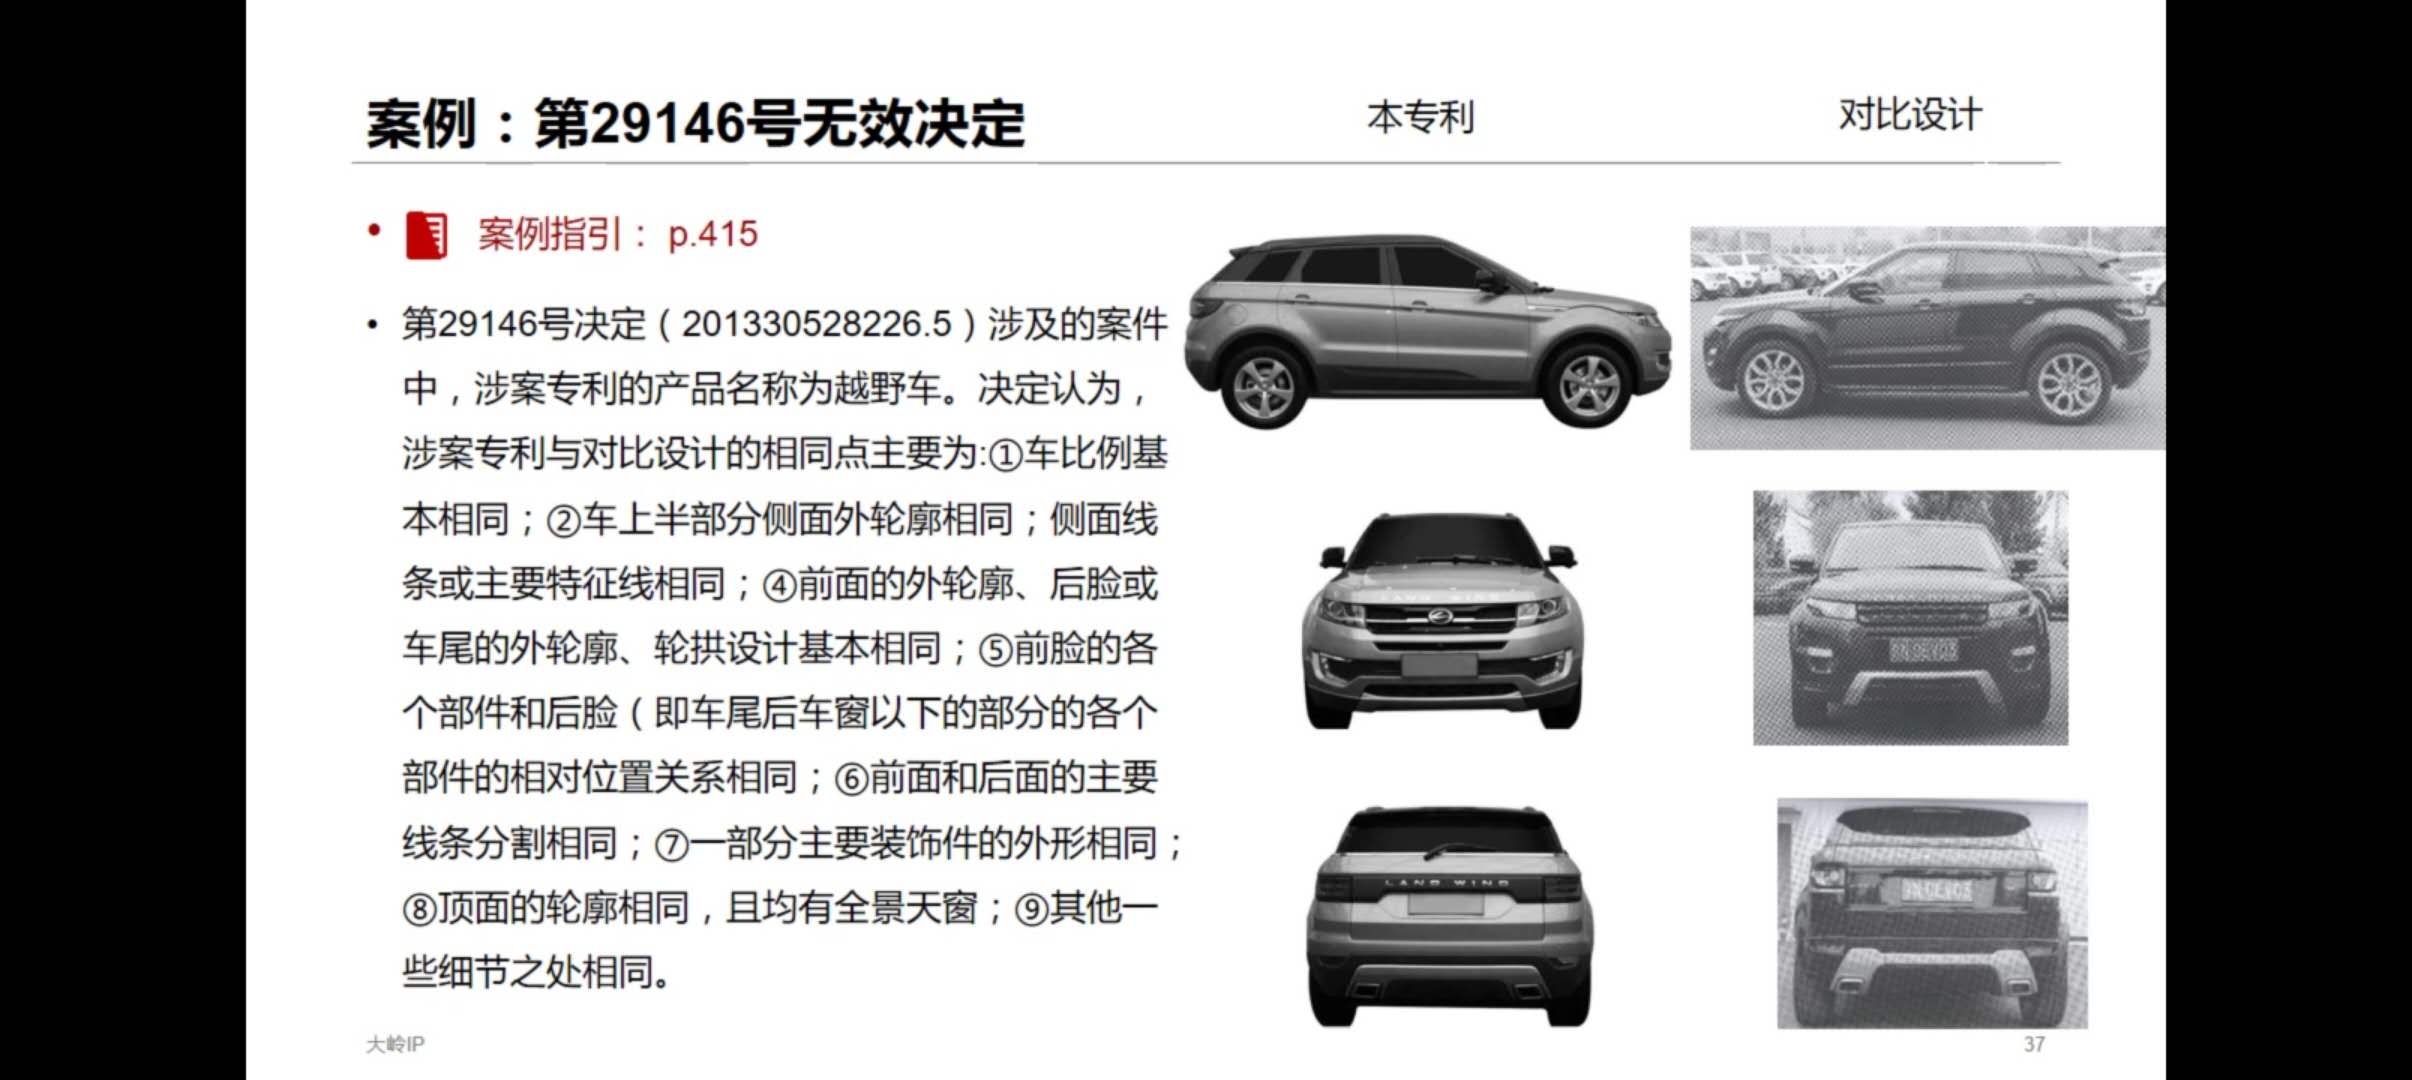 案例：第29146号无效决定
本专利
对比设计
• 案例指引： p.415
• 第29146号决定（201330528226.5）涉及的案件
中，涉案专利的产品名称为越野车。决定认为，
涉案专利与对比设计的相同点主要为:①车比例基
本相同；②车上半部分侧面外轮廓相同；侧面线
条或主要特征线相同；④前面的外轮廓、后脸或
车尾的外轮廓、轮拱设计基本相同；⑤前脸的各
个部件和后脸（即车尾后车窗以下的部分的各个
部件的相对位置关系相同；⑥前面和后面的主要
线条分割相同；⑦一部分主要装饰件的外形相同；
⑧顶面的轮廓相同，且均有全景天窗；⑨其他一
些细节之处相同。
LAND WIND
大岭IP
37